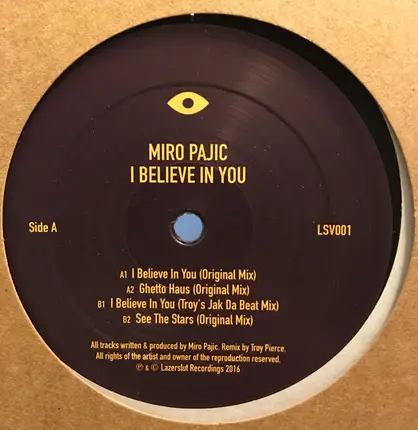 MIRO PAJIC
I BELIEVE IN YOU
Side A
LSV001
A1 I Believe In You (Original Mix)
A2 Ghetto Haus (Original Mix)
B1 I Believe In You (Troy's Jak Da Beat Mix)
B2 See The Stars (Original Mix)
All tracks written & produced by Miro Pajic. Remix by Troy Pierce.
All rights of the artist and owner of the reproduction reserved.
℗ & © Lazerslut Recordings 2016